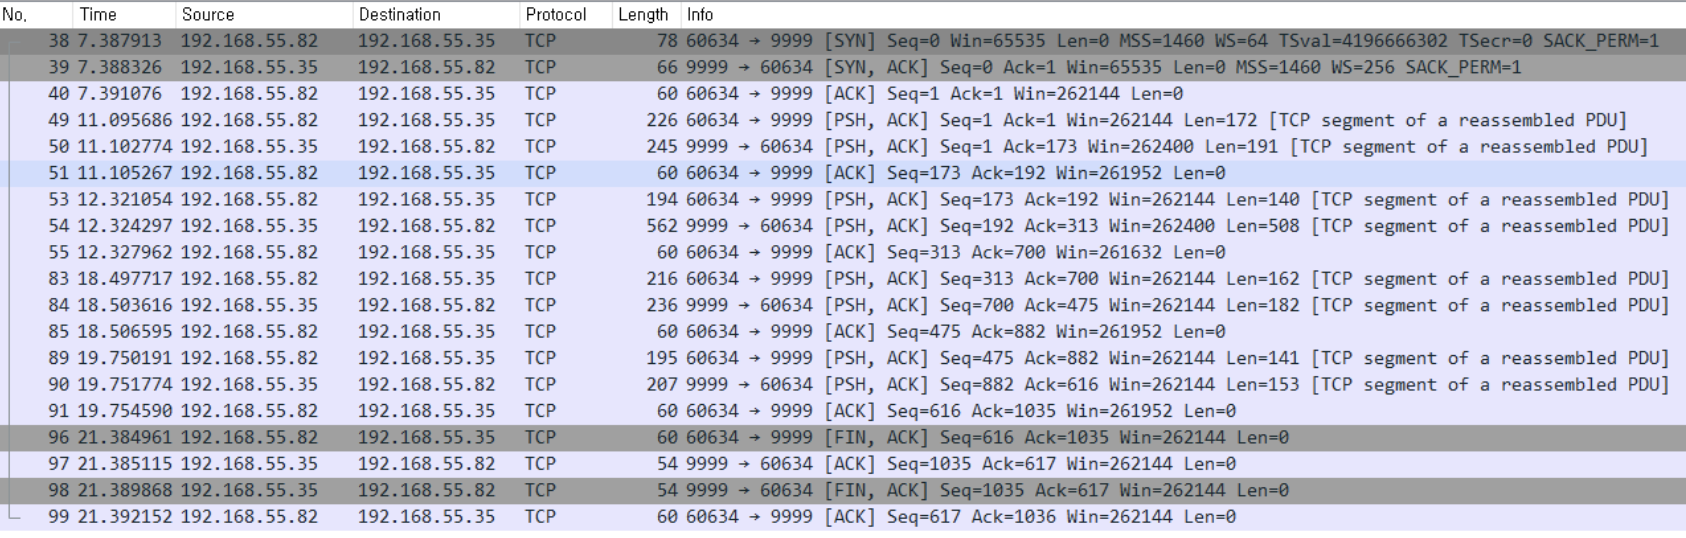 No. Time Source Destination Protocol Length Info
38 7.387913 192.168.55.82 192.168.55.35 TCP 78 60634 → 9999 [SYN] Seq=0 Win=65535 Len=0 MSS=1460 WS=64 TSval=4196666302 TSecr=0 SACK_PERM=1
39 7.388326 192.168.55.35 192.168.55.82 TCP 66 9999 → 60634 [SYN, ACK] Seq=0 Ack=1 Win=65535 Len=0 MSS=1460 WS=256 SACK_PERM=1
40 7.391076 192.168.55.82 192.168.55.35 TCP 60 60634 → 9999 [ACK] Seq=1 Ack=1 Win=262144 Len=0
49 11.095686 192.168.55.82 192.168.55.35 TCP 226 60634 → 9999 [PSH, ACK] Seq=1 Ack=1 Win=262144 Len=172 [TCP segment of a reassembled PDU]
50 11.102774 192.168.55.35 192.168.55.82 TCP 245 9999 → 60634 [PSH, ACK] Seq=1 Ack=173 Win=262400 Len=191 [TCP segment of a reassembled PDU]
51 11.105267 192.168.55.82 192.168.55.35 TCP 60 60634 → 9999 [ACK] Seq=173 Ack=192 Win=261952 Len=0
53 12.321054 192.168.55.82 192.168.55.35 TCP 194 60634 → 9999 [PSH, ACK] Seq=173 Ack=192 Win=262144 Len=140 [TCP segment of a reassembled PDU]
54 12.324297 192.168.55.35 192.168.55.82 TCP 562 9999 → 60634 [PSH, ACK] Seq=192 Ack=313 Win=262400 Len=508 [TCP segment of a reassembled PDU]
55 12.327962 192.168.55.82 192.168.55.35 TCP 60 60634 → 9999 [ACK] Seq=313 Ack=700 Win=261632 Len=0
83 18.497717 192.168.55.82 192.168.55.35 TCP 216 60634 → 9999 [PSH, ACK] Seq=313 Ack=700 Win=262144 Len=162 [TCP segment of a reassembled PDU]
84 18.503616 192.168.55.35 192.168.55.82 TCP 236 9999 → 60634 [PSH, ACK] Seq=700 Ack=475 Win=262144 Len=182 [TCP segment of a reassembled PDU]
85 18.506595 192.168.55.82 192.168.55.35 TCP 60 60634 → 9999 [ACK] Seq=475 Ack=882 Win=261952 Len=0
89 19.750191 192.168.55.82 192.168.55.35 TCP 195 60634 → 9999 [PSH, ACK] Seq=475 Ack=882 Win=262144 Len=141 [TCP segment of a reassembled PDU]
90 19.751774 192.168.55.35 192.168.55.82 TCP 207 9999 → 60634 [PSH, ACK] Seq=882 Ack=616 Win=262144 Len=153 [TCP segment of a reassembled PDU]
91 19.754590 192.168.55.82 192.168.55.35 TCP 60 60634 → 9999 [ACK] Seq=616 Ack=1035 Win=261952 Len=0
96 21.384961 192.168.55.82 192.168.55.35 TCP 60 60634 → 9999 [FIN, ACK] Seq=616 Ack=1035 Win=262144 Len=0
97 21.385115 192.168.55.35 192.168.55.82 TCP 54 9999 → 60634 [ACK] Seq=1035 Ack=617 Win=262144 Len=0
98 21.389868 192.168.55.35 192.168.55.82 TCP 54 9999 → 60634 [FIN, ACK] Seq=1035 Ack=617 Win=262144 Len=0
99 21.392152 192.168.55.82 192.168.55.35 TCP 60 60634 → 9999 [ACK] Seq=617 Ack=1036 Win=262144 Len=0